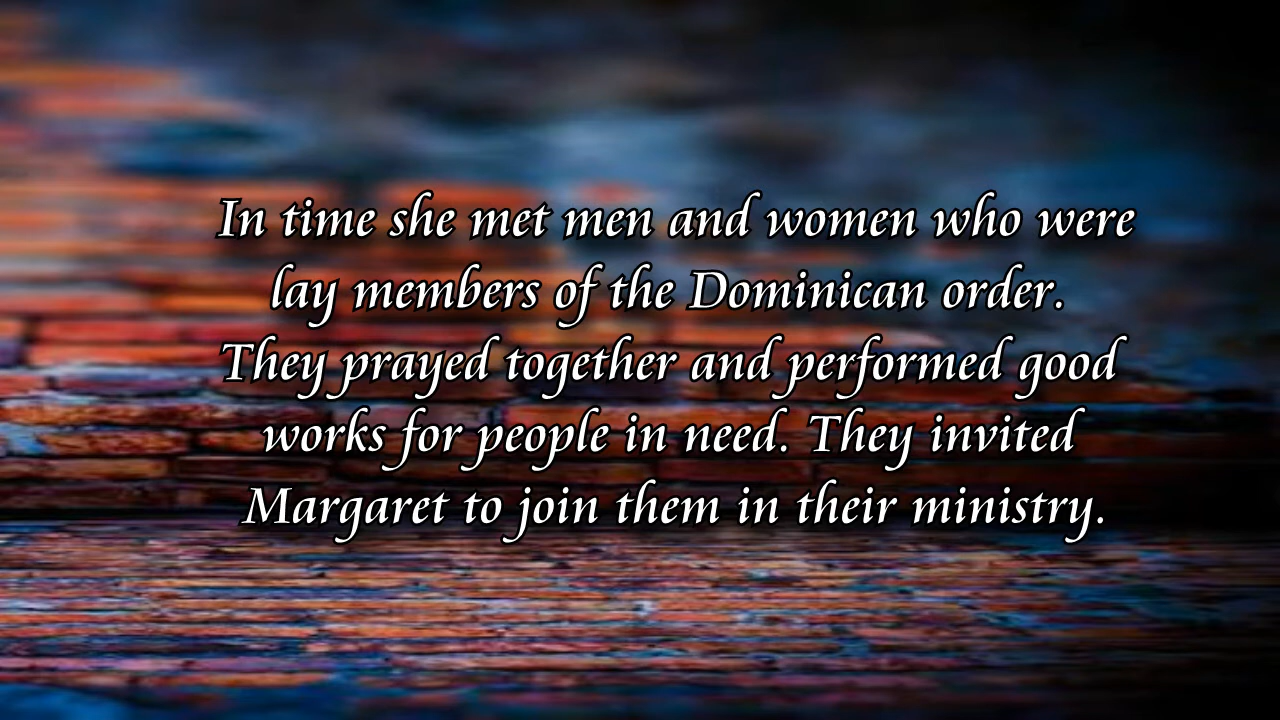 In time she met men and women who were
lay members of the Dominican order.
They prayed together and performed good
works for people in need. They invited
Margaret to join them in their ministry.